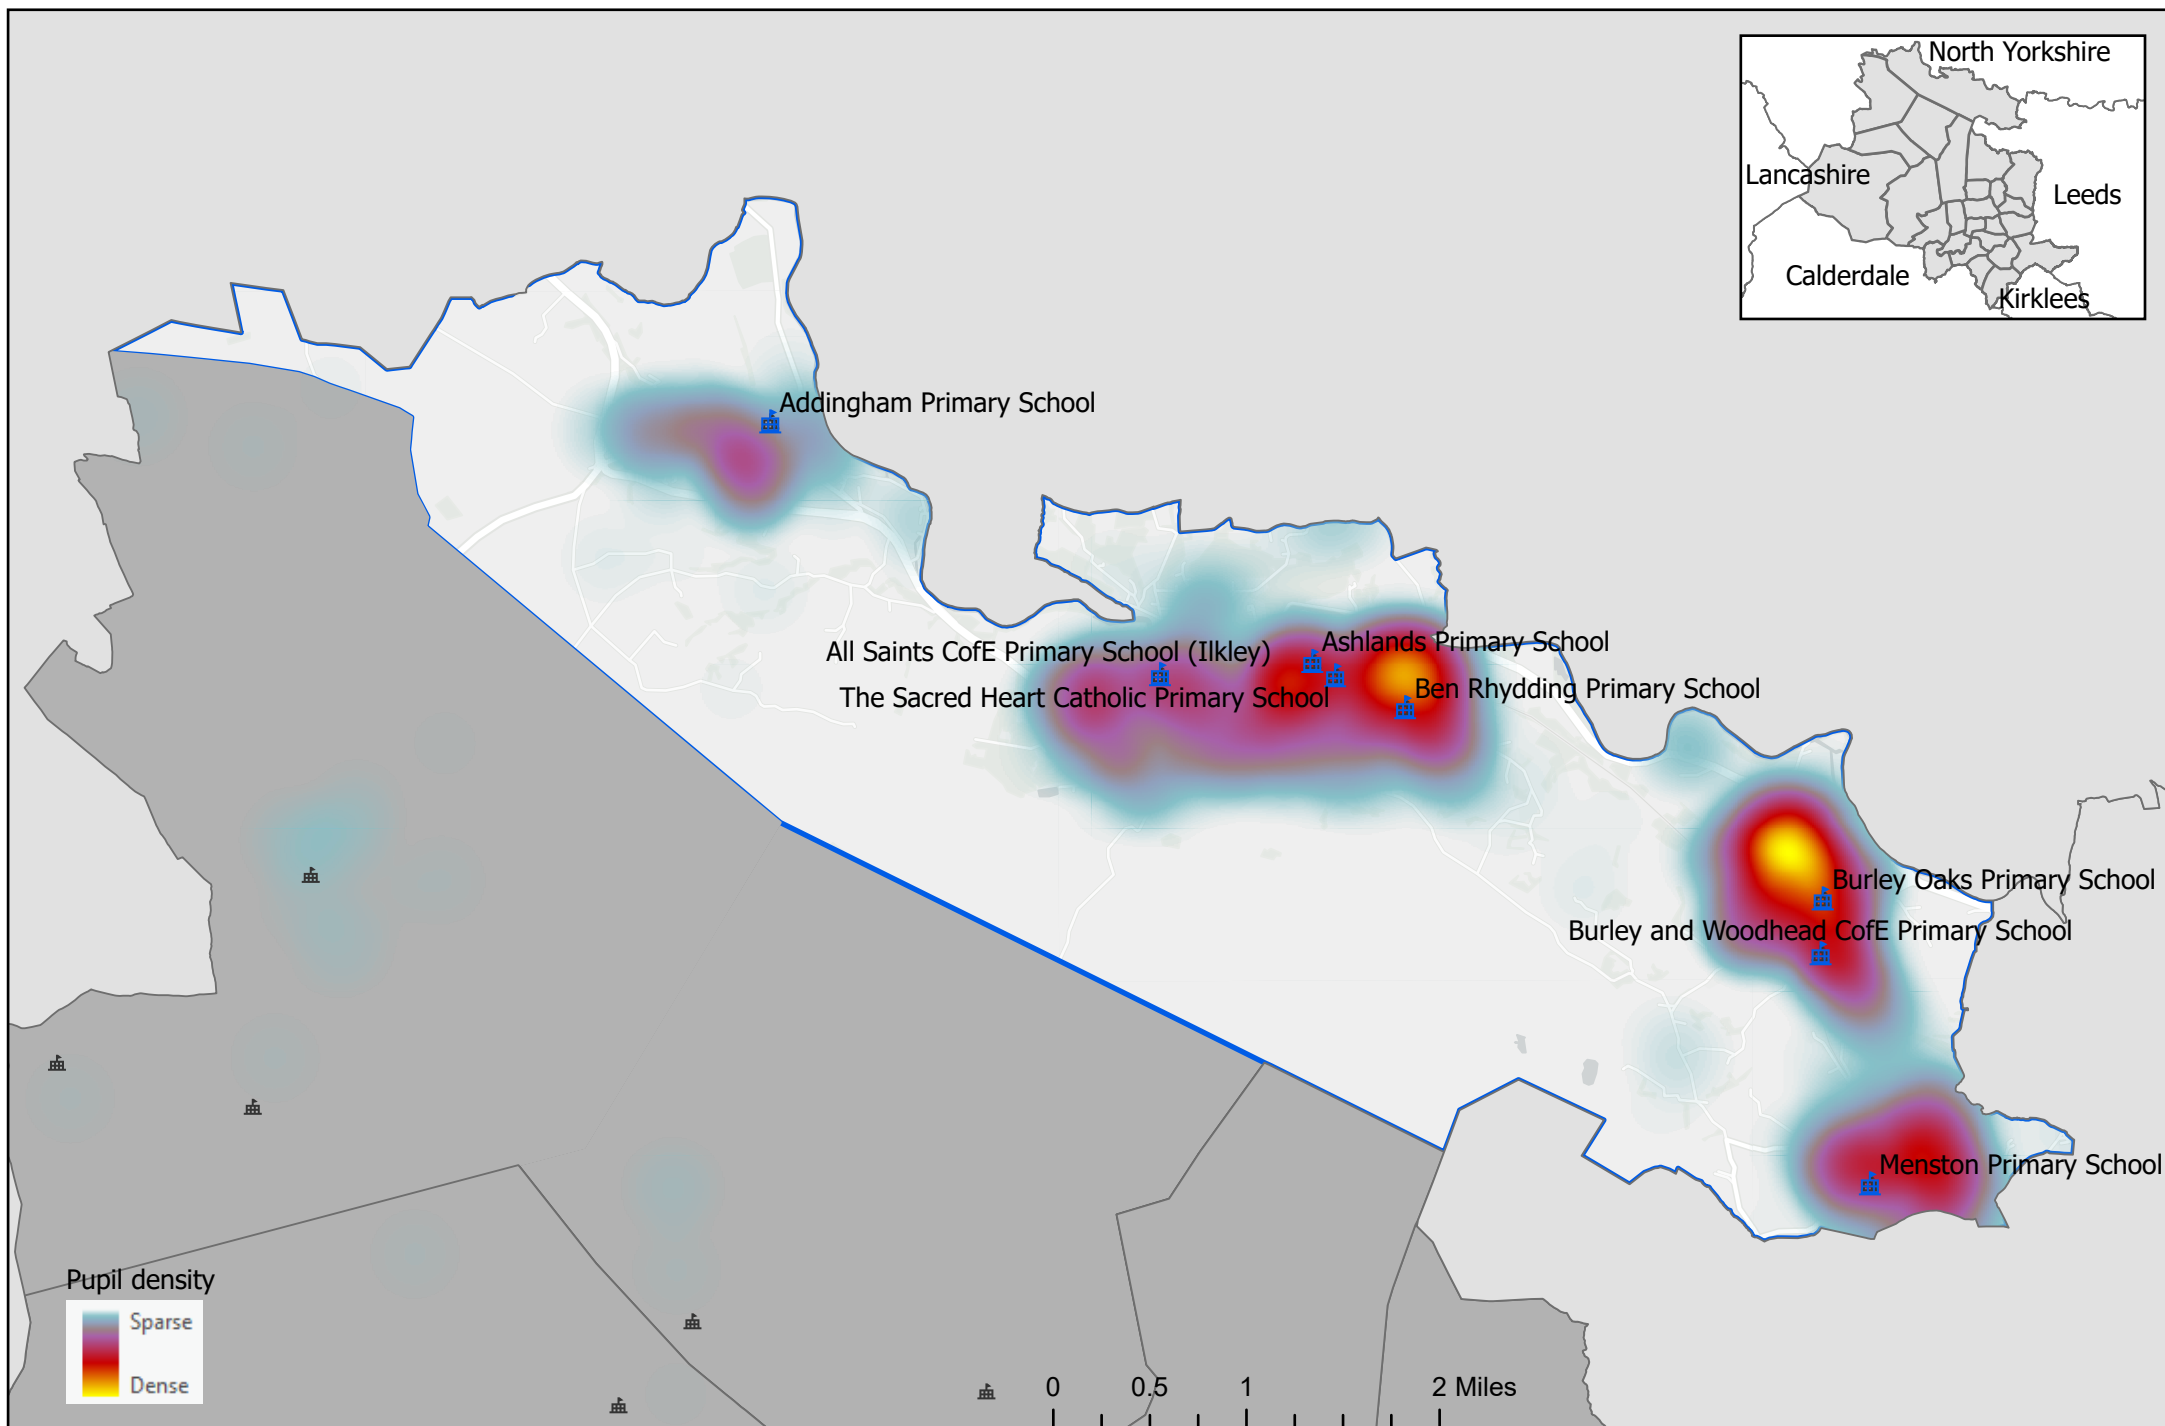 North Yorkshire
Lancashire
Leeds
Calderdale
Kirklees
Addingham Primary School
All Saints CofE Primary School (Ilkley)
Ashlands Primary School
The Sacred Heart Catholic Primary School
Ben Rhydding Primary School
Burley Oaks Primary School
Burley and Woodhead CofE Primary School
Menston Primary School
Pupil density
Sparse
Dense
0 0.5 1 2 Miles